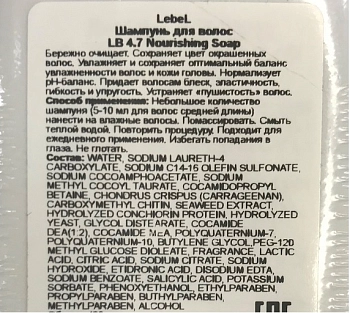 LebeL
Шампунь для волос
LB 4.7 Nourishing Soap
Бережно очищает. Сохраняет цвет окрашенных
волос. Увлажняет и сохраняет оптимальный баланс
увлажненности волос и кожи головы. Нормализует
pH-баланс. Придает волосам блеск, эластичность,
гибкость и упругость. Устраняет «пушистость» волос.
Способ применения: Небольшое количество
шампуня (5-10 мл для волос средней длины)
нанести на влажные волосы. Помассировать. Смыть
теплой водой. Повторить процедуру. Подходит для
ежедневного применения. Избегать попадания в
глаза. Не глотать.
Состав: WATER, SODIUM LAURETH-4
CARBOXYLATE, SODIUM C14-16 OLEFIN SULFONATE,
SODIUM COCOAMPHOACETATE, SODIUM
METHYL COCOYL TAURATE, COCAMIDOPROPYL
BETAINE, CHONDRUS CRISPUS (CARRAGEENAN),
CARBOXYMETHYL CHITIN, SEAWEED EXTRACT,
HYDROLYZED CONCHIORIN PROTEIN, HYDROLYZED
YEAST, GLYCOL DISTEARATE, COCAMIDE
DEA(1:2), COCAMIDE MEA, POLYQUATERNIUM-7,
POLYQUATERNIUM-10, BUTYLENE GLYCOL,PEG-120
METHYL GLUCOSE DIOLEATE, FRAGRANCE, LACTIC
ACID, CITRIC ACID, SODIUM CITRATE, SODIUM
HYDROXIDE, ETIDRONIC ACID, DISODIUM EDTA,
SODIUM BENZOATE, SALICYLIC ACID, POTASSIUM
SORBATE, PHENOXYETHANOL, ETHYLPARABEN,
PROPYLPARABEN, BUTHYLPARABEN,
METHYLPARABEN, ALCOHOL